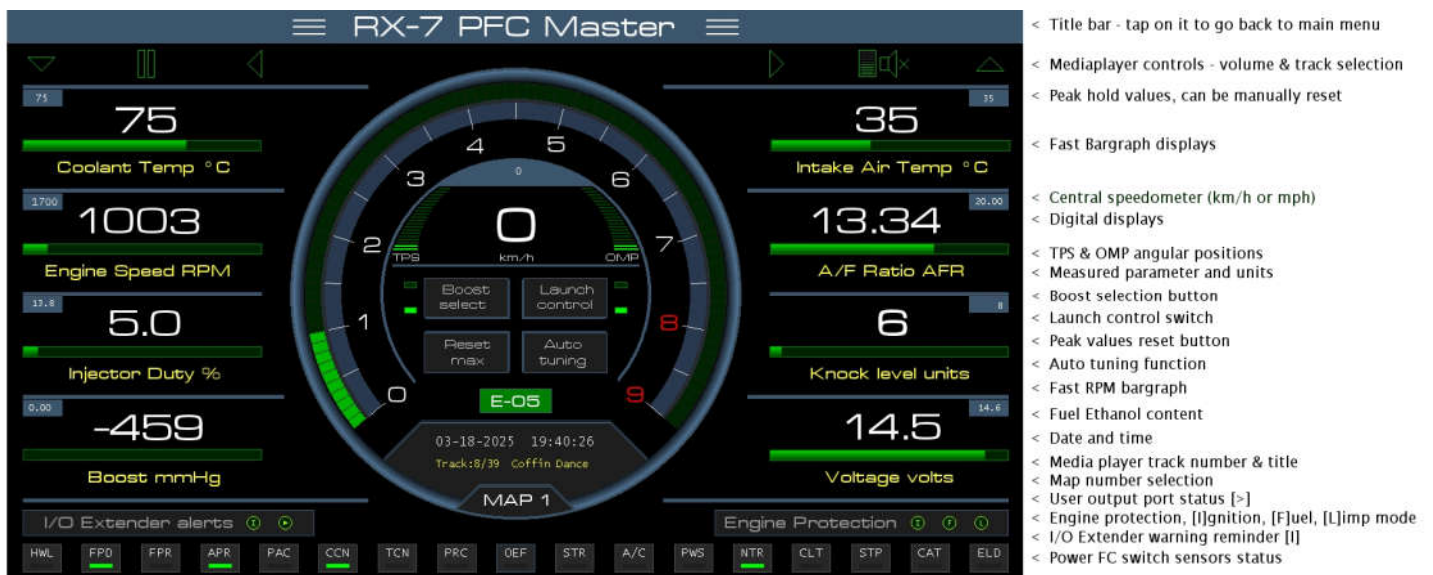 RX-7 PFC Master
75
75
Coolant Temp °C
1700
1003
Engine Speed RPM
13.8
5.0
Injector Duty %
0.00
-459
Boost mmHg
0
1
2
3
4
5
6
7
8
9
0
0
km/h
TPS
OMP
Boost select
Launch control
Reset max
Auto tuning
E-05
03-18-2025 19:40:26
Track:8/39 Coffin Dance
MAP 1
35
35
Intake Air Temp °C
20.00
13.34
A/F Ratio AFR
8
6
Knock level units
14.6
14.5
Voltage volts
I/O Extender alerts I
Engine Protection I F L
HWL FPD FPR APR PAC CCN TCN PRC OEF STR A/C PWS NTR CLT STP CAT ELD
< Title bar - tap on it to go back to main menu
< Mediaplayer controls - volume & track selection
< Peak hold values, can be manually reset
< Fast Bargraph displays
< Central speedometer (km/h or mph)
< Digital displays
< TPS & OMP angular positions
< Measured parameter and units
< Boost selection button
< Launch control switch
< Peak values reset button
< Auto tuning function
< Fast RPM bargraph
< Fuel Ethanol content
< Date and time
< Media player track number & title
< Map number selection
< User output port status [>]
< Engine protection, [I]gnition, [F]uel, [L]imp mode
< I/O Extender warning reminder [I]
< Power FC switch sensors status